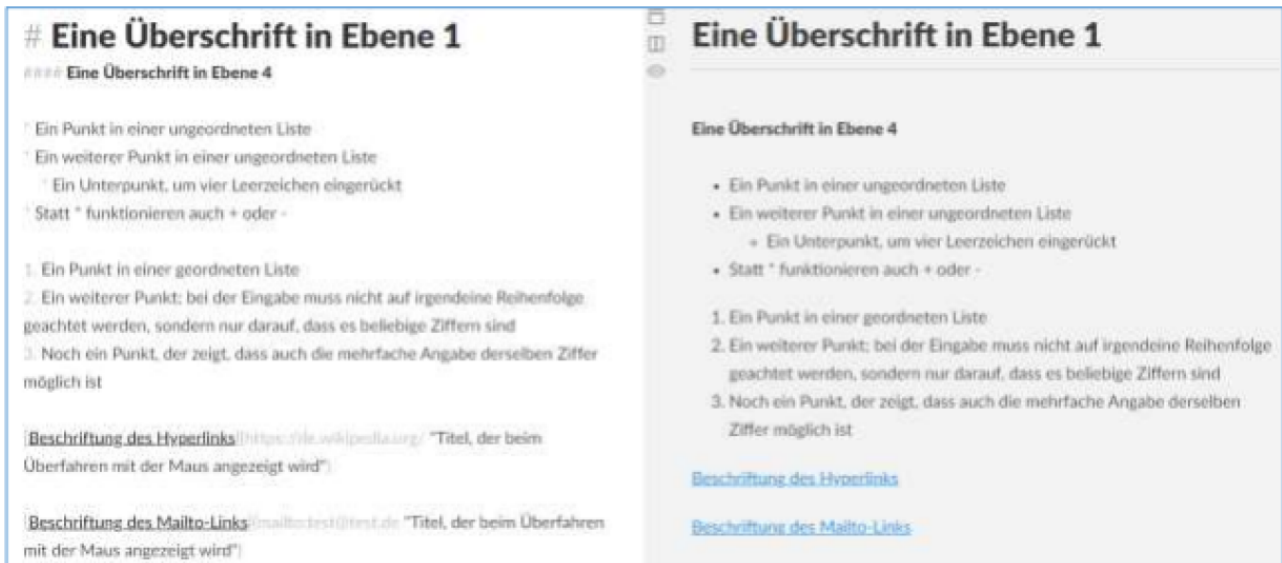 # Eine Überschrift in Ebene 1
#### Eine Überschrift in Ebene 4
* Ein Punkt in einer ungeordneten Liste
* Ein weiterer Punkt in einer ungeordneten Liste
* Ein Unterpunkt, um vier Leerzeichen eingerückt
* Statt * funktionieren auch + oder -
1. Ein Punkt in einer geordneten Liste
2. Ein weiterer Punkt; bei der Eingabe muss nicht auf irgendeine Reihenfolge
geachtet werden, sondern nur darauf, dass es beliebige Ziffern sind
3. Noch ein Punkt, der zeigt, dass auch die mehrfache Angabe derselben Ziffer
möglich ist
[Beschriftung des Hyperlinks](https://de.wikipedia.org/ "Titel, der beim
Überfahren mit der Maus angezeigt wird")
[Beschriftung des Mailto-Links](mailto:test@test.de "Titel, der beim Überfahren
mit der Maus angezeigt wird")
Eine Überschrift in Ebene 1
Eine Überschrift in Ebene 4
• Ein Punkt in einer ungeordneten Liste
• Ein weiterer Punkt in einer ungeordneten Liste
◦ Ein Unterpunkt, um vier Leerzeichen eingerückt
• Statt * funktionieren auch + oder -
1. Ein Punkt in einer geordneten Liste
2. Ein weiterer Punkt; bei der Eingabe muss nicht auf irgendeine Reihenfolge
geachtet werden, sondern nur darauf, dass es beliebige Ziffern sind
3. Noch ein Punkt, der zeigt, dass auch die mehrfache Angabe derselben
Ziffer möglich ist
Beschriftung des Hyperlinks
Beschriftung des Mailto-Links